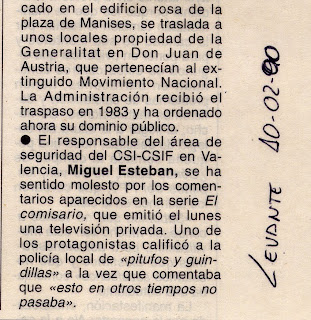 cado en el edificio rosa de la
plaza de Manises, se traslada a
unos locales propiedad de la
Generalitat en Don Juan de
Austria, que pertenecían al ex-
tinguido Movimiento Nacional.
La Administración recibió el
traspaso en 1983 y ha ordenado
ahora su dominio público.
● El responsable del área de
seguridad del CSI-CSIF en Va-
lencia, Miguel Esteban, se ha
sentido molesto por los comen-
tarios aparecidos en la serie El
comisario, que emitió el lunes
una televisión privada. Uno de
los protagonistas calificó a la
policía local de «pitufos y guin-
dillas» a la vez que comentaba
que «esto en otros tiempos no
pasaba».
LEVANTE 10-02-00